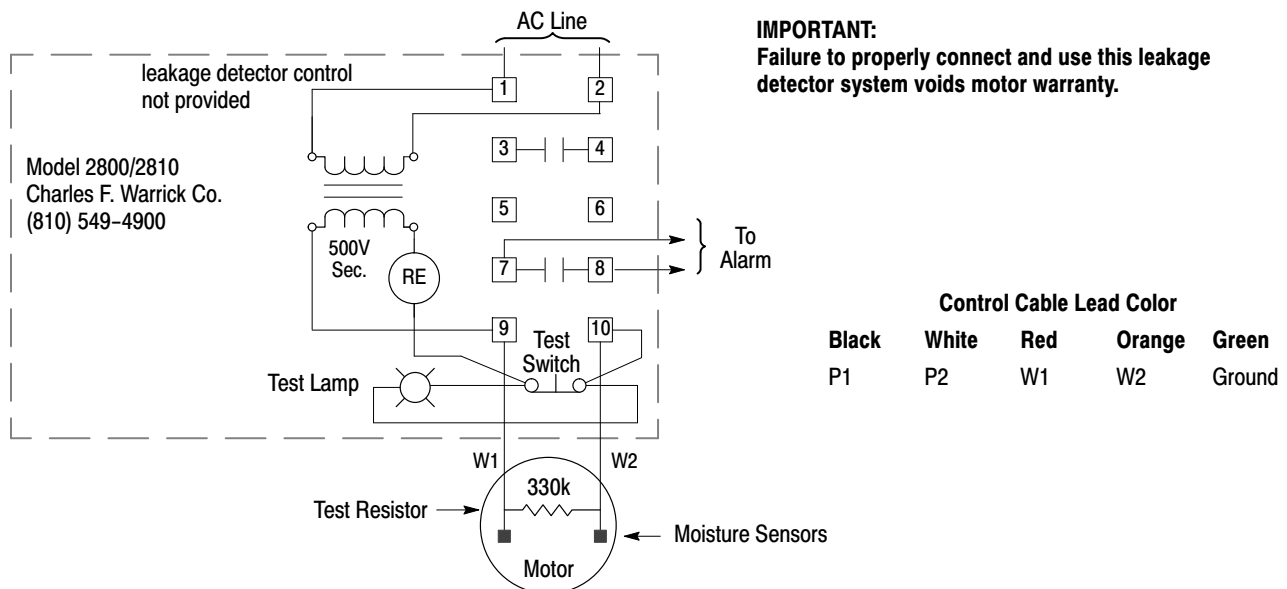 AC Line
IMPORTANT:
Failure to properly connect and use this leakage
detector system voids motor warranty.
leakage detector control
not provided
1
2
3
4
Model 2800/2810
Charles F. Warrick Co.
(810) 549-4900
5
6
500V
Sec.
RE
7
8
To
Alarm
9
10
Test
Switch
Test Lamp
Control Cable Lead Color
Black White Red Orange Green
P1 P2 W1 W2 Ground
W1
W2
330k
Test Resistor
Moisture Sensors
Motor